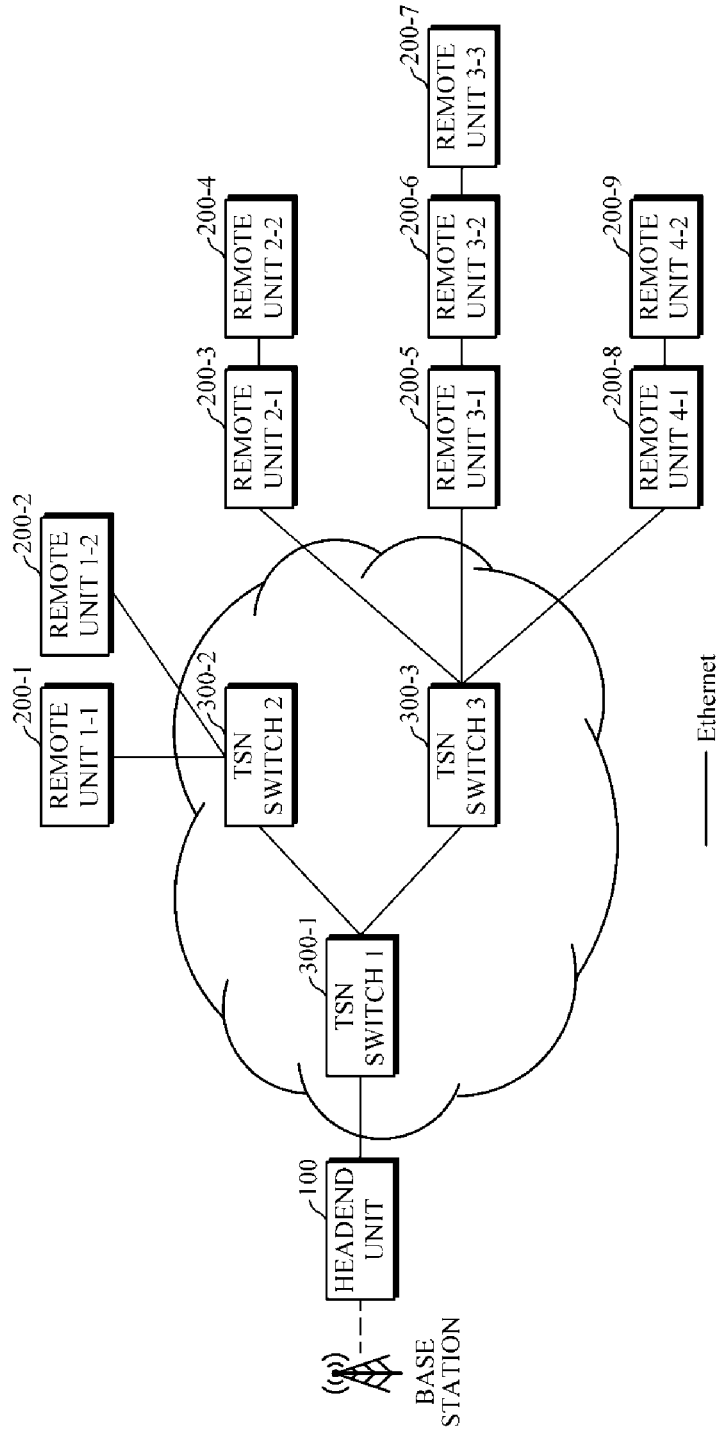 BASE
STATION
100
HEADEND
UNIT
300-1
TSN
SWITCH 1
300-2
TSN
SWITCH 2
300-3
TSN
SWITCH 3
200-1
REMOTE
UNIT 1-1
200-2
REMOTE
UNIT 1-2
200-3
REMOTE
UNIT 2-1
200-4
REMOTE
UNIT 2-2
200-5
REMOTE
UNIT 3-1
200-6
REMOTE
UNIT 3-2
200-7
REMOTE
UNIT 3-3
200-8
REMOTE
UNIT 4-1
200-9
REMOTE
UNIT 4-2
Ethernet